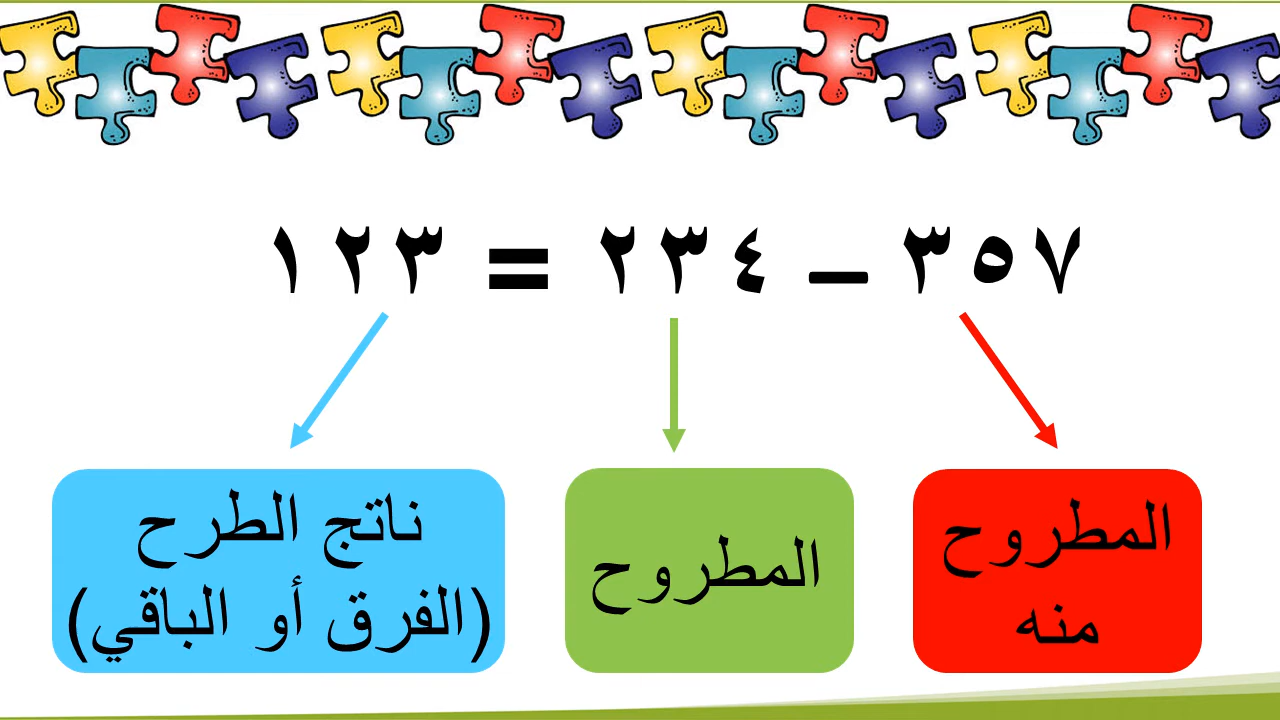 ٣٥٧ – ٢٣٤ = ١٢٣
المطروح
منه
المطروح
ناتج الطرح
(الفرق أو الباقي)